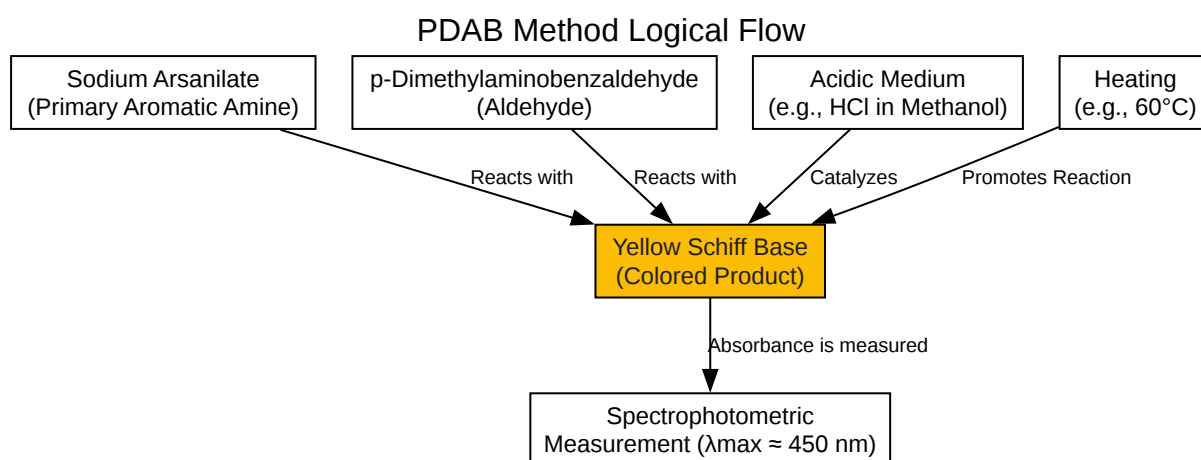 PDAB Method Logical Flow
Sodium Arsanilate
(Primary Aromatic Amine)
p-Dimethylaminobenzaldehyde
(Aldehyde)
Acidic Medium
(e.g., HCl in Methanol)
Heating
(e.g., 60°C)
Reacts with
Reacts with
Catalyzes
Promotes Reaction
Yellow Schiff Base
(Colored Product)
Absorbance is measured
Spectrophotometric
Measurement (λmax ≈ 450 nm)